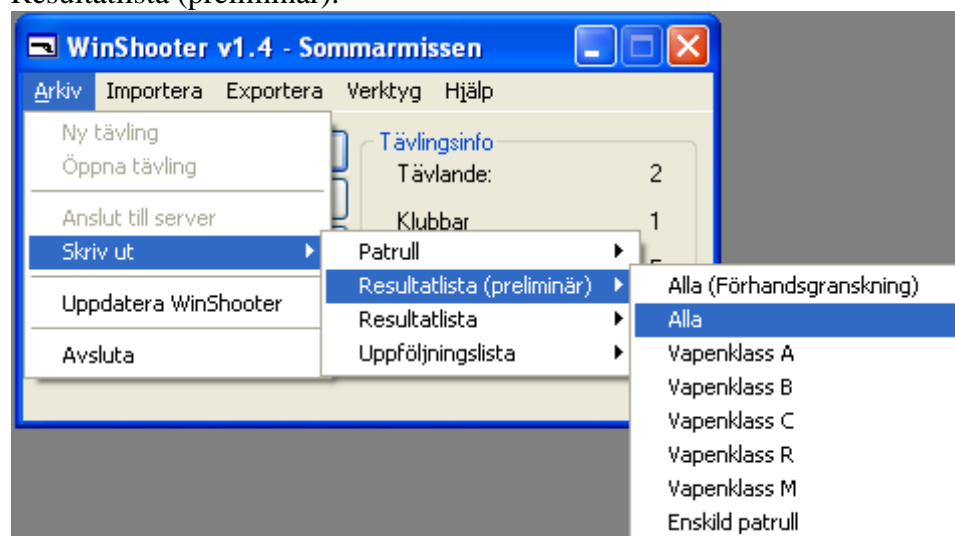 Resultatlista (preliminär).
WinShooter v1.4 - Sommarmissen
Arkiv Importera Exportera Verktyg Hjälp
Ny tävling
Öppna tävling
Anslut till server
Skriv ut
Uppdatera WinShooter
Avsluta
Tävlingsinfo
Tävlande: 2
Klubbar 1
Patrull
Resultatlista (preliminär)
Resultatlista
Uppföljningslista
Alla (Förhandsgranskning)
Alla
Vapenklass A
Vapenklass B
Vapenklass C
Vapenklass R
Vapenklass M
Enskild patrull